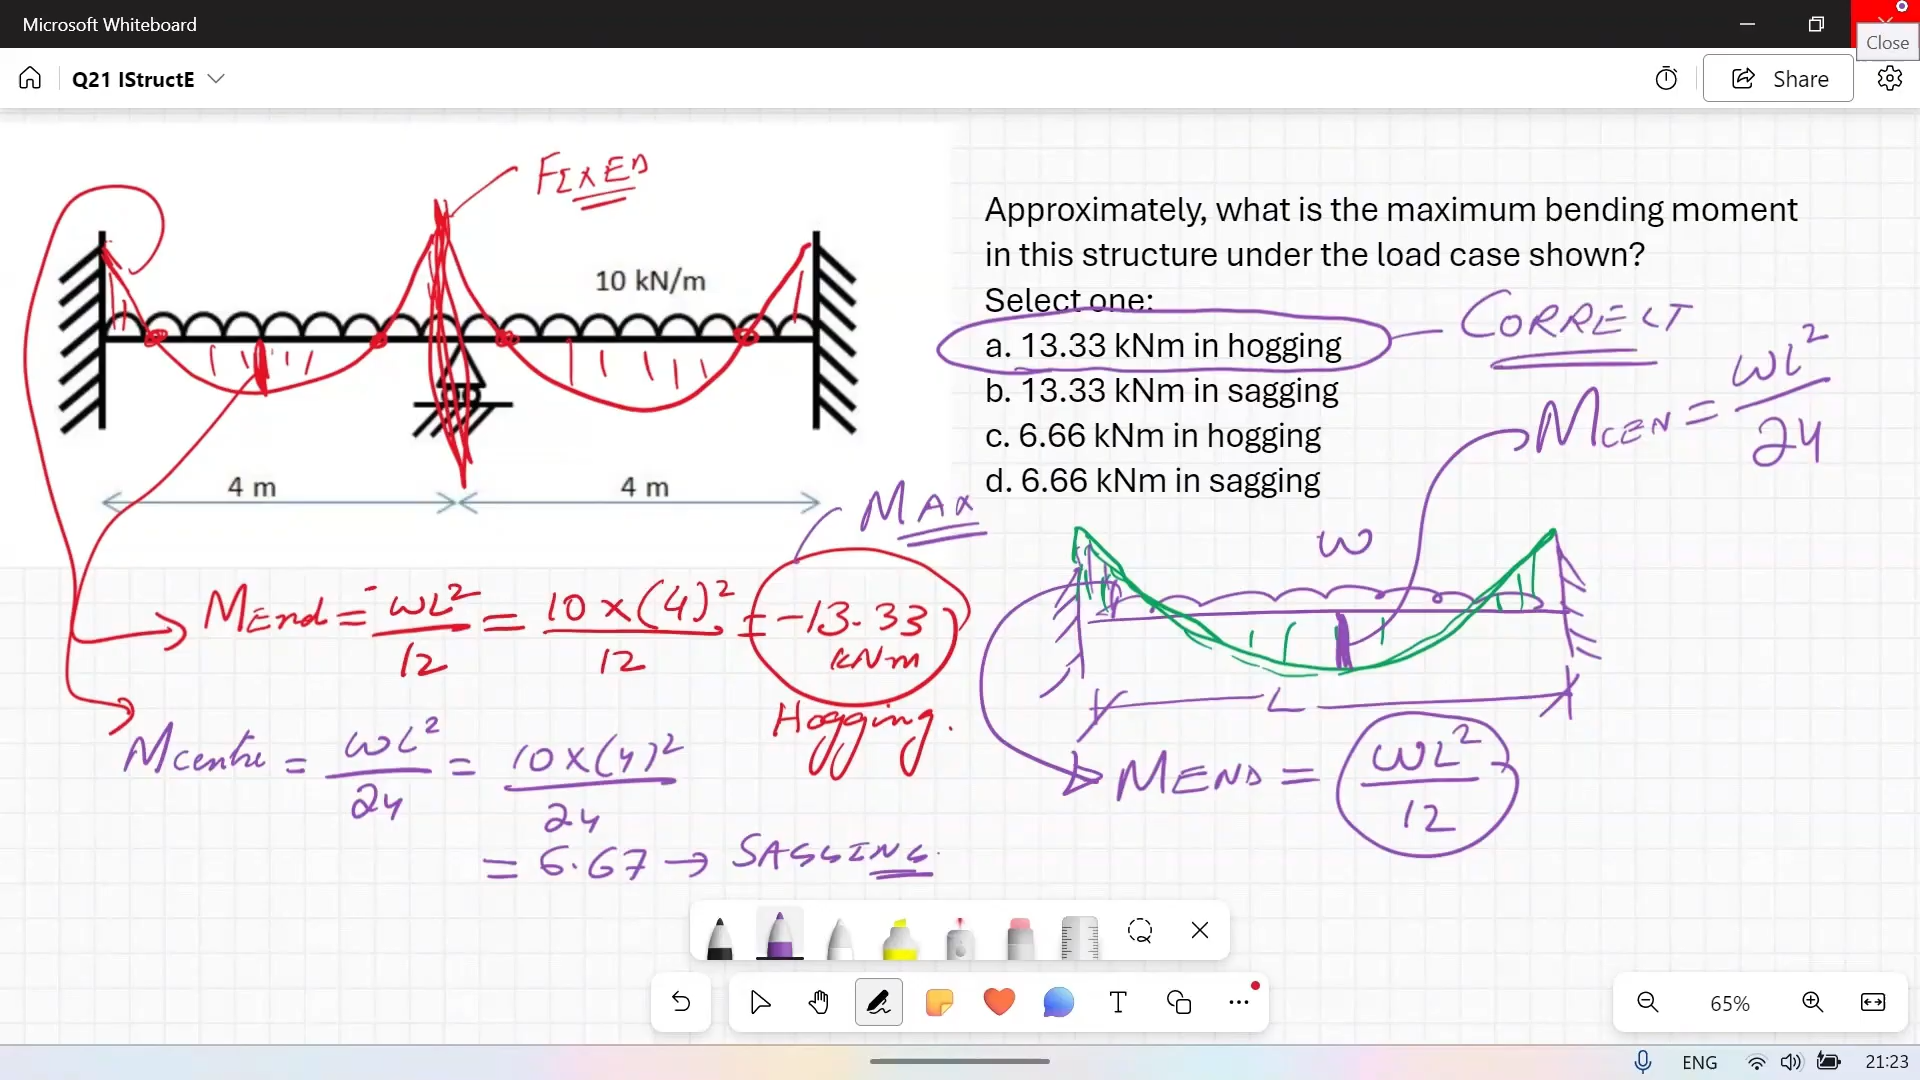 Microsoft Whiteboard
Close
Q21 IStructE
Share
FIXED
10 kN/m
4 m
4 m
Approximately, what is the maximum bending moment
in this structure under the load case shown?
Select one:
a. 13.33 kNm in hogging
b. 13.33 kNm in sagging
c. 6.66 kNm in hogging
d. 6.66 kNm in sagging
CORRECT
MCEN = WL²/24
MAX
MEnd = -WL²/12 = 10 x (4)²/12 = -13.33 kNm
Hogging.
Mcentre = WL²/24 = 10 x (4)²/24
= 6.67 → SAGGING.
W
L
MEND = WL²/12
65%
ENG
21:23